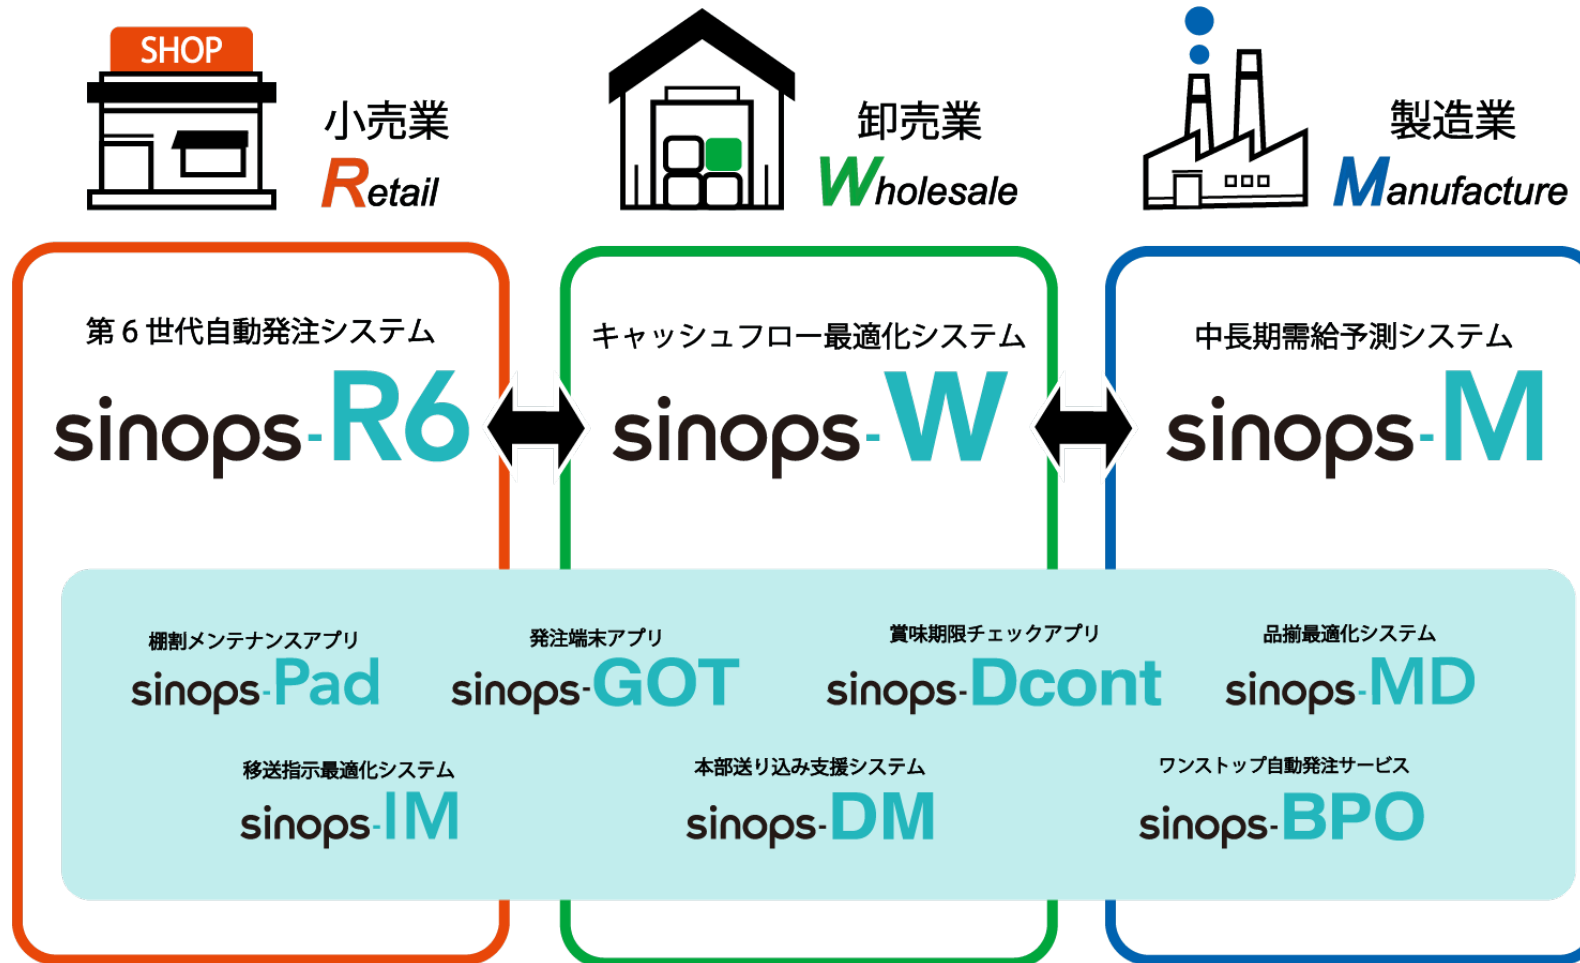 SHOP
小売業
Retail
卸売業
Wholesale
製造業
Manufacture
第6世代自動発注システム
sinops-R6
キャッシュフロー最適化システム
sinops-W
中長期需給予測システム
sinops-M
棚割メンテナンスアプリ
sinops-Pad
発注端末アプリ
sinops-GOT
賞味期限チェックアプリ
sinops-Dcont
品揃最適化システム
sinops-MD
移送指示最適化システム
sinops-IM
本部送り込み支援システム
sinops-DM
ワンストップ自動発注サービス
sinops-BPO